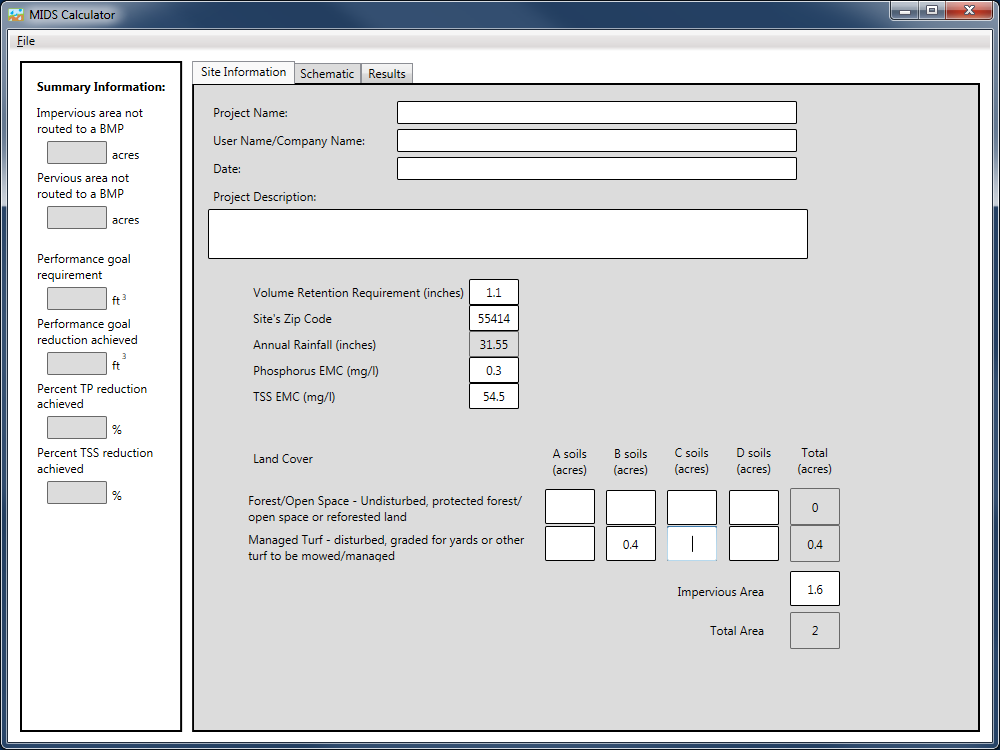 MIDS Calculator
File
Summary Information:
Impervious area not
routed to a BMP
acres
Pervious area not
routed to a BMP
acres
Performance goal
requirement
ft 3
Performance goal
reduction achieved
ft 3
Percent TP reduction
achieved
%
Percent TSS reduction
achieved
%
Site Information Schematic Results
Project Name:
User Name/Company Name:
Date:
Project Description:
Volume Retention Requirement (inches) 1.1
Site's Zip Code 55414
Annual Rainfall (inches) 31.55
Phosphorus EMC (mg/l) 0.3
TSS EMC (mg/l) 54.5
Land Cover
A soils B soils C soils D soils Total
(acres) (acres) (acres) (acres) (acres)
Forest/Open Space - Undisturbed, protected forest/
open space or reforested land
0
Managed Turf - disturbed, graded for yards or other
turf to be mowed/managed
0.4 0.4
Impervious Area 1.6
Total Area 2